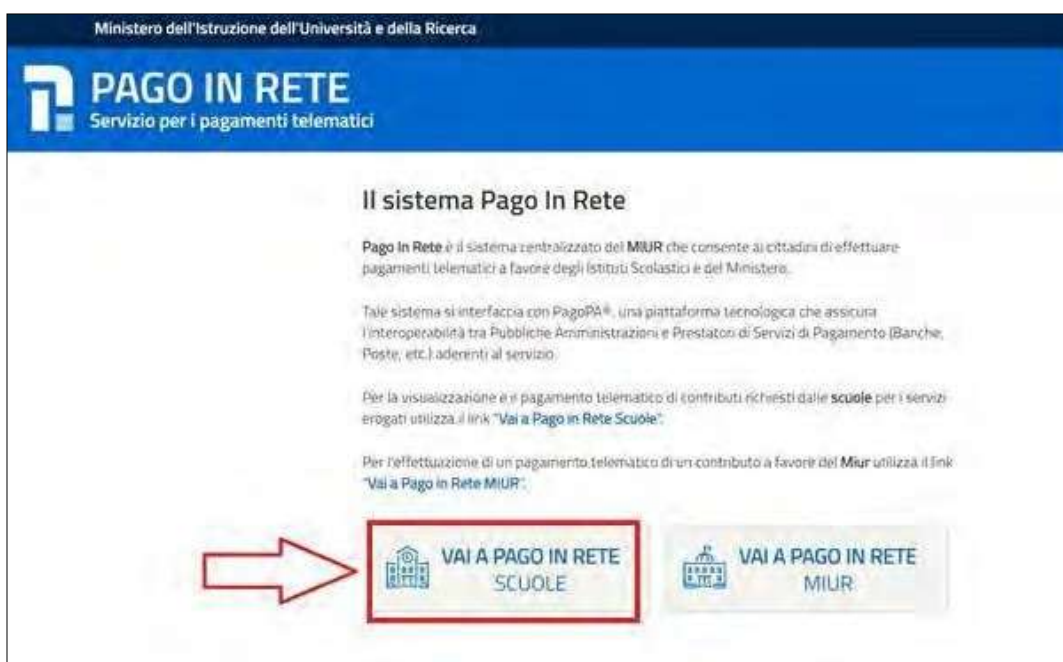 Ministero dell'Istruzione dell'Università e della Ricerca
PAGO IN RETE
Servizio per i pagamenti telematici
Il sistema Pago In Rete
Pago In Rete è il sistema centralizzato del MIUR che consente ai cittadini di effettuare
pagamenti telematici a favore degli Istituti Scolastici e del Ministero.
Tale sistema si interfaccia con PagoPA®, una piattaforma tecnologica che assicura
l'interoperabilità tra Pubbliche Amministrazioni e Prestatori di Servizi di Pagamento (Banche,
Poste, etc.) aderenti al servizio.
Per la visualizzazione e il pagamento telematico di contributi richiesti dalle scuole per i servizi
erogati utilizza il link "Vai a Pago in Rete Scuole".
Per l'effettuazione di un pagamento telematico di un contributo a favore del Miur utilizza il link
"Vai a Pago in Rete MIUR".
VAI A PAGO IN RETE
SCUOLE
VAI A PAGO IN RETE
MIUR